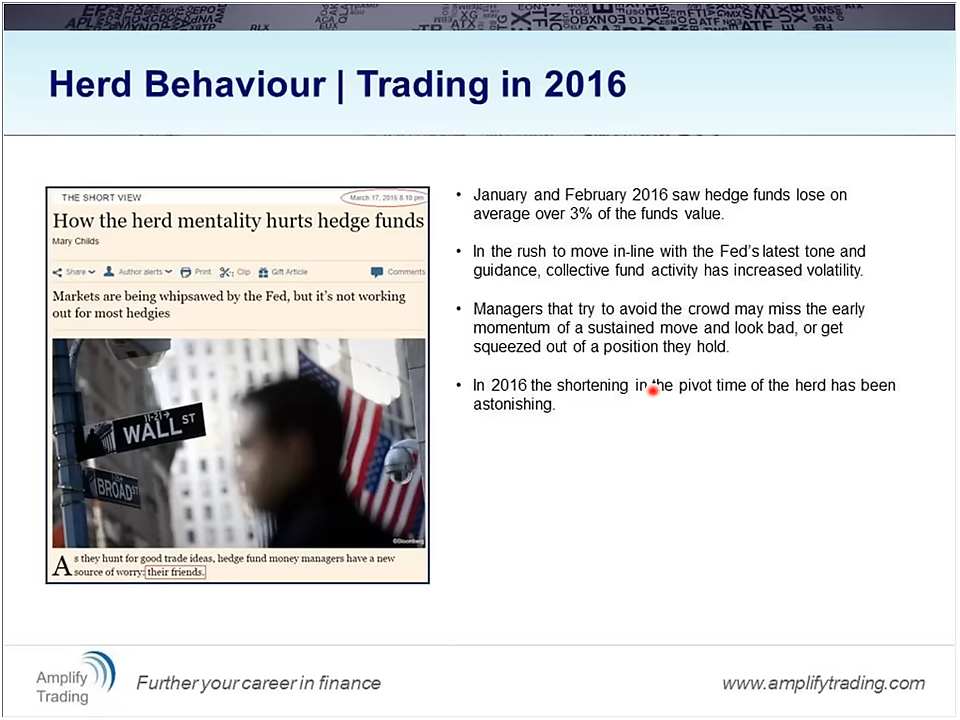 Herd Behaviour | Trading in 2016
THE SHORT VIEW
March 17, 2016 8:10 pm
How the herd mentality hurts hedge funds
Mary Childs
Share
Author alerts
Print
Clip
Gift Article
Comments
Markets are being whipsawed by the Fed, but it's not working
out for most hedgies
11-21
WALL ST
BROAD ST
©Bloomberg
As they hunt for good trade ideas, hedge fund money managers have a new
source of worry: their friends.
• January and February 2016 saw hedge funds lose on
average over 3% of the funds value.
• In the rush to move in-line with the Fed's latest tone and
guidance, collective fund activity has increased volatility.
• Managers that try to avoid the crowd may miss the early
momentum of a sustained move and look bad, or get
squeezed out of a position they hold.
• In 2016 the shortening in the pivot time of the herd has been
astonishing.
Amplify
Trading
Further your career in finance
www.amplifytrading.com